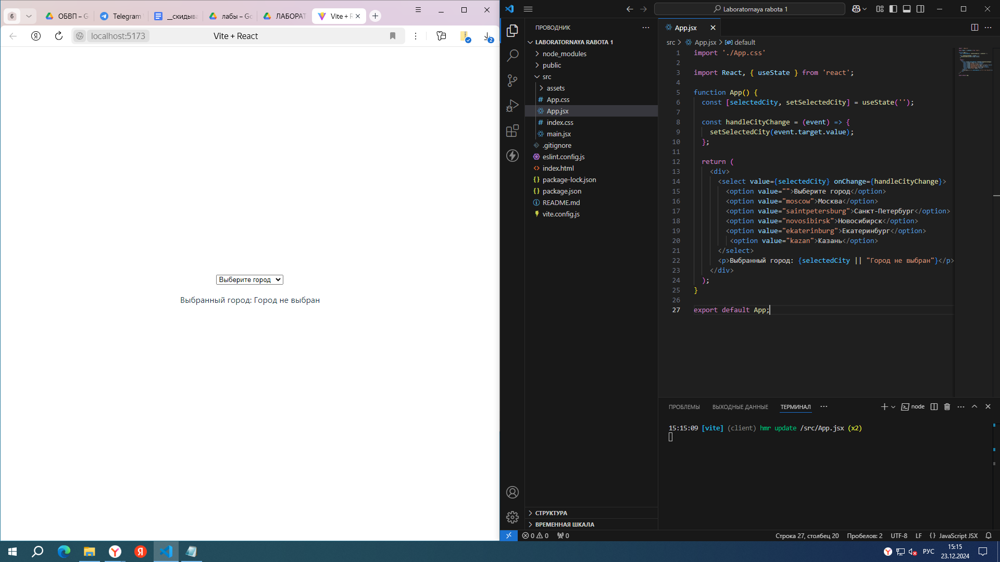 6
ОБВП – G
Telegram
__скидыва
лабы – Go
ЛАБОРАТ
Vite + R
localhost:5173
Vite + React
2
Выберите город
Выбранный город: Город не выбран
Laboratornaya rabota 1
ПРОВОДНИК
LABORATORNAYA RABOTA 1
node_modules
public
src
assets
# App.css
App.jsx
# index.css
main.jsx
.gitignore
eslint.config.js
<> index.html
{} package-lock.json
{} package.json
README.md
vite.config.js
СТРУКТУРА
ВРЕМЕННАЯ ШКАЛА
App.jsx
src > App.jsx > default
1 import './App.css'
2
3 import React, { useState } from 'react';
4
5 function App() {
6 const [selectedCity, setSelectedCity] = useState('');
7
8 const handleCityChange = (event) => {
9 setSelectedCity(event.target.value);
10 };
11
12 return (
13 <div>
14 <select value={selectedCity} onChange={handleCityChange}>
15 <option value="">Выберите город</option>
16 <option value="moscow">Москва</option>
17 <option value="saintpetersburg">Санкт-Петербург</option>
18 <option value="novosibirsk">Новосибирск</option>
19 <option value="ekaterinburg">Екатеринбург</option>
20 <option value="kazan">Казань</option>
21 </select>
22 <p>Выбранный город: {selectedCity || "Город не выбран"}</p>
23 </div>
24 );
25 }
26
27 export default App;
ПРОБЛЕМЫ ВЫХОДНЫЕ ДАННЫЕ ТЕРМИНАЛ
node
15:15:09 [vite] (client) hmr update /src/App.jsx (x2)
0 0 0
Строка 27, столбец 20 Пробелов: 2 UTF-8 LF {} JavaScript JSX
РУС
15:15
23.12.2024